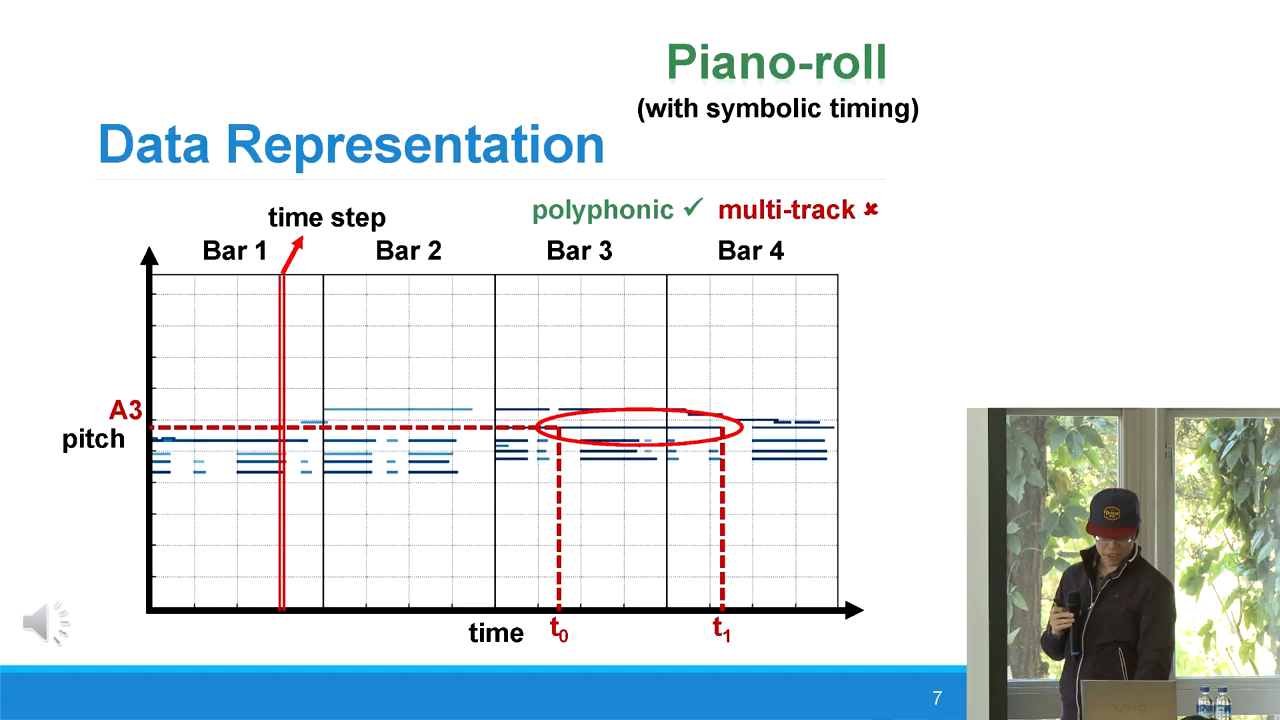 Piano-roll
(with symbolic timing)
Data Representation
polyphonic ✓ multi-track ✘
time step
Bar 1 Bar 2 Bar 3 Bar 4
A3
pitch
time t0 t1
7
VAIO